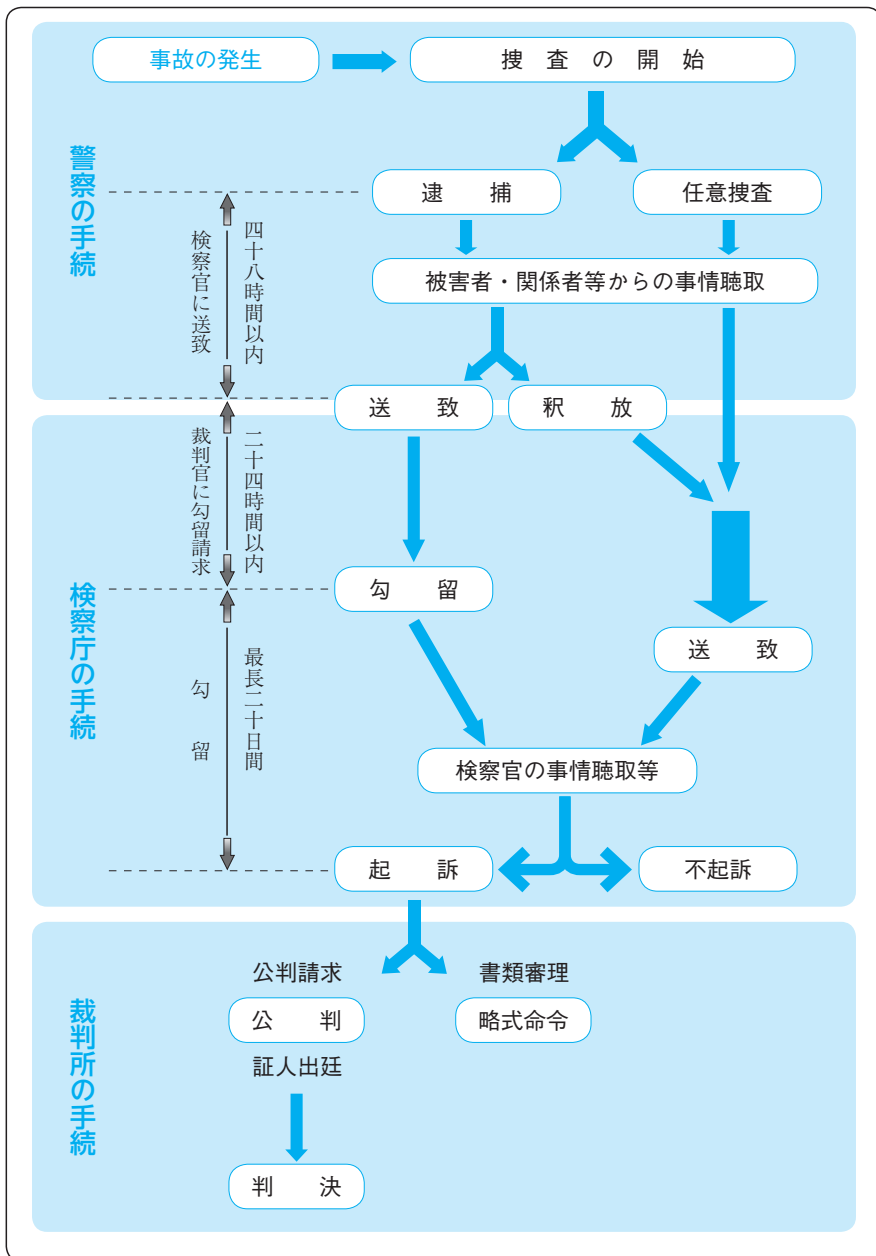 事故の発生
捜査の開始
警察の手続
逮捕
任意捜査
四十八時間以内
検察官に送致
被害者・関係者等からの事情聴取
送致
釈放
検察庁の手続
二十四時間以内
裁判官に勾留請求
勾留
送致
最長二十日間
勾留
検察官の事情聴取等
起訴
不起訴
裁判所の手続
公判請求
書類審理
公判
略式命令
証人出廷
判決